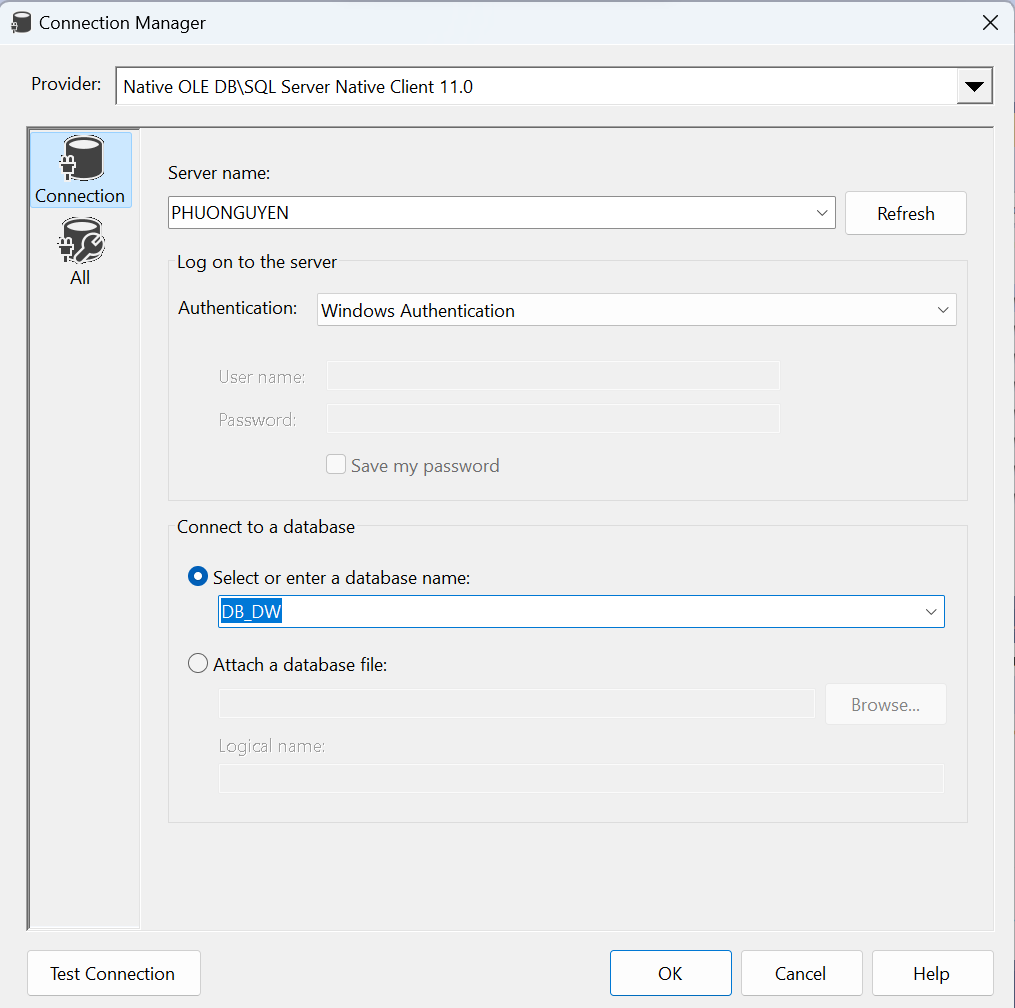 Connection Manager
Provider: Native OLE DB\SQL Server Native Client 11.0
Connection
All
Server name:
PHUONGUYEN
Refresh
Log on to the server
Authentication: Windows Authentication
User name:
Password:
Save my password
Connect to a database
Select or enter a database name:
DB_DW
Attach a database file:
Browse...
Logical name:
Test Connection
OK
Cancel
Help